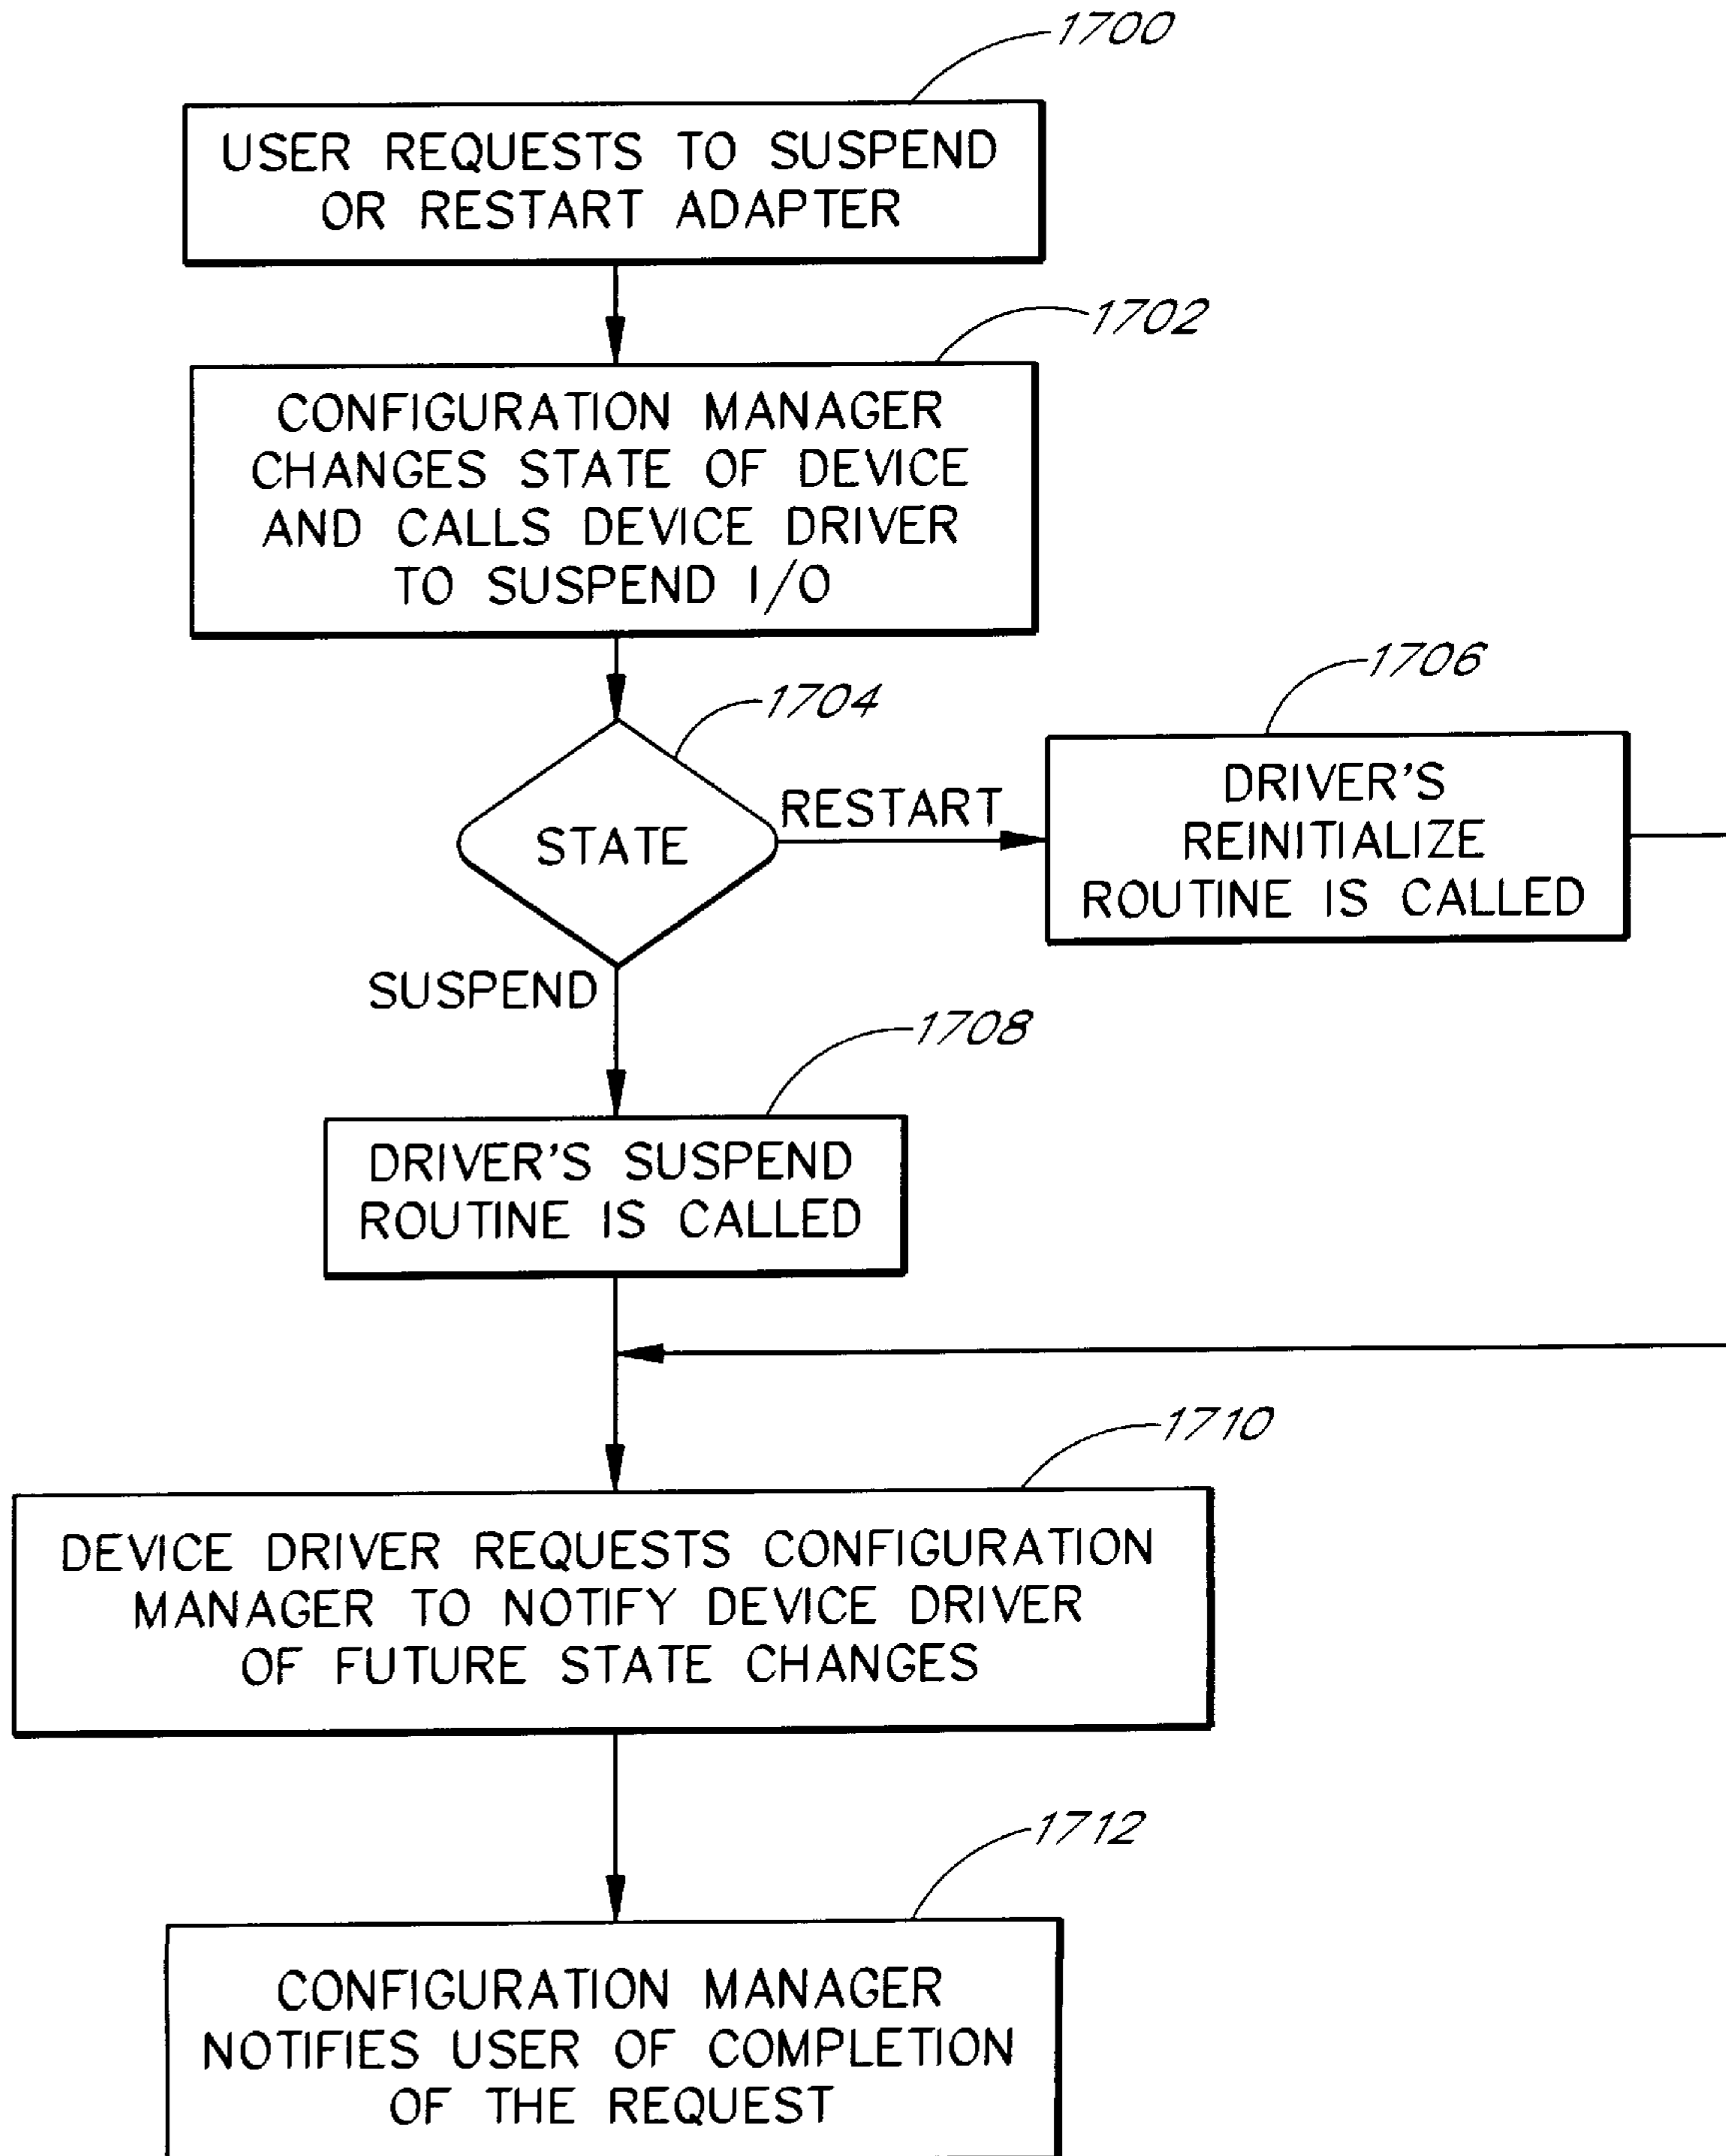 1700
USER REQUESTS TO SUSPEND
OR RESTART ADAPTER
1702
CONFIGURATION MANAGER
CHANGES STATE OF DEVICE
AND CALLS DEVICE DRIVER
TO SUSPEND I/O
1704
STATE
RESTART
1706
DRIVER'S
REINITIALIZE
ROUTINE IS CALLED
SUSPEND
1708
DRIVER'S SUSPEND
ROUTINE IS CALLED
1710
DEVICE DRIVER REQUESTS CONFIGURATION
MANAGER TO NOTIFY DEVICE DRIVER
OF FUTURE STATE CHANGES
1712
CONFIGURATION MANAGER
NOTIFIES USER OF COMPLETION
OF THE REQUEST